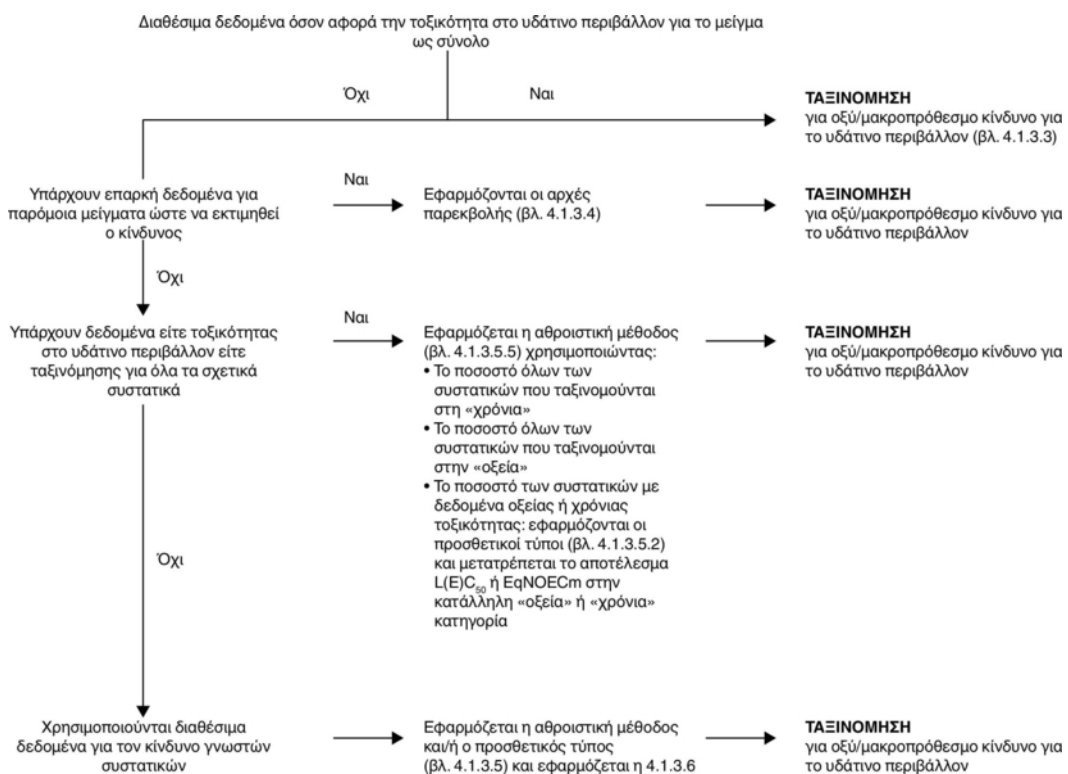 Διαθέσιμα δεδομένα όσον αφορά την τοξικότητα στο υδάτινο περιβάλλον για το μείγμα
ως σύνολο
Όχι
Ναι
ΤΑΞΙΝΟΜΗΣΗ
για οξύ/μακροπρόθεσμο κίνδυνο για
το υδάτινο περιβάλλον (βλ. 4.1.3.3)
Υπάρχουν επαρκή δεδομένα για
παρόμοια μείγματα ώστε να εκτιμηθεί
ο κίνδυνος
Ναι
Εφαρμόζονται οι αρχές
παρεκβολής (βλ. 4.1.3.4)
ΤΑΞΙΝΟΜΗΣΗ
για οξύ/μακροπρόθεσμο κίνδυνο για
το υδάτινο περιβάλλον
Όχι
Υπάρχουν δεδομένα είτε τοξικότητας
στο υδάτινο περιβάλλον είτε
ταξινόμησης για όλα τα σχετικά
συστατικά
Ναι
Εφαρμόζεται η αθροιστική μέθοδος
(βλ. 4.1.3.5.5) χρησιμοποιώντας:
• Το ποσοστό όλων των
συστατικών που ταξινομούνται
στη «χρόνια»
• Το ποσοστό όλων των
συστατικών που ταξινομούνται
στην «οξεία»
• Το ποσοστό των συστατικών με
δεδομένα οξείας ή χρόνιας
τοξικότητας: εφαρμόζονται οι
προσθετικοί τύποι (βλ. 4.1.3.5.2)
και μετατρέπεται το αποτέλεσμα
L(E)C₅₀ ή EqNOECm στην
κατάλληλη «οξεία» ή «χρόνια»
κατηγορία
ΤΑΞΙΝΟΜΗΣΗ
για οξύ/μακροπρόθεσμο κίνδυνο για
το υδάτινο περιβάλλον
Όχι
Χρησιμοποιούνται διαθέσιμα
δεδομένα για τον κίνδυνο γνωστών
συστατικών
Εφαρμόζεται η αθροιστική μέθοδος
και/ή ο προσθετικός τύπος
(βλ. 4.1.3.5) και εφαρμόζεται η 4.1.3.6
ΤΑΞΙΝΟΜΗΣΗ
για οξύ/μακροπρόθεσμο κίνδυνο για
το υδάτινο περιβάλλον